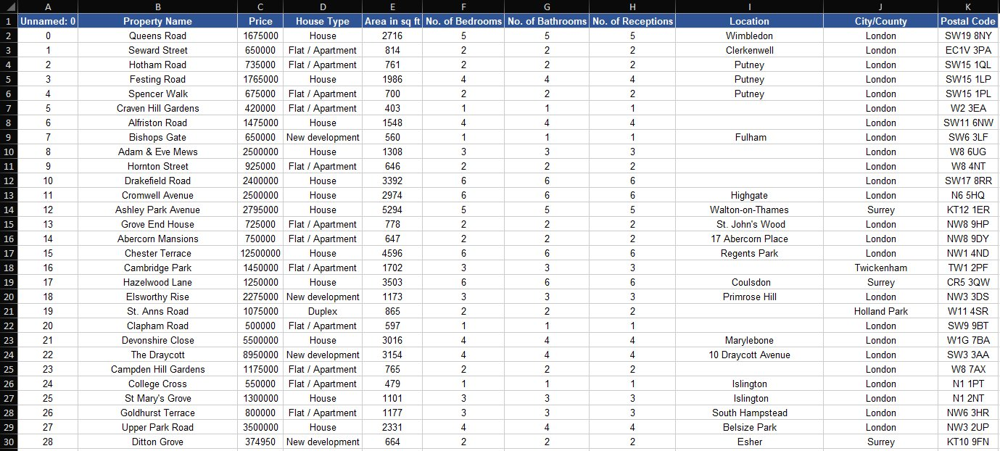 A B C D E F G H I J K
1 Unnamed: 0 Property Name Price House Type Area in sq ft No. of Bedrooms No. of Bathrooms No. of Receptions Location City/County Postal Code
2 0 Queens Road 1675000 House 2716 5 5 5 Wimbledon London SW19 8NY
3 1 Seward Street 650000 Flat / Apartment 814 2 2 2 Clerkenwell London EC1V 3PA
4 2 Hotham Road 735000 Flat / Apartment 761 2 2 2 Putney London SW15 1QL
5 3 Festing Road 1765000 House 1986 4 4 4 Putney London SW15 1LP
6 4 Spencer Walk 675000 Flat / Apartment 700 2 2 2 Putney London SW15 1PL
7 5 Craven Hill Gardens 420000 Flat / Apartment 403 1 1 1 London W2 3EA
8 6 Alfriston Road 1475000 House 1548 4 4 4 London SW11 6NW
9 7 Bishops Gate 650000 New development 560 1 1 1 Fulham London SW6 3LF
10 8 Adam & Eve Mews 2500000 House 1308 3 3 3 London W8 6UG
11 9 Hornton Street 925000 Flat / Apartment 646 2 2 2 London W8 4NT
12 10 Drakefield Road 2400000 House 3392 6 6 6 London SW17 8RR
13 11 Cromwell Avenue 2500000 House 2974 6 6 6 Highgate London N6 5HQ
14 12 Ashley Park Avenue 2795000 House 5294 5 5 5 Walton-on-Thames Surrey KT12 1ER
15 13 Grove End House 725000 Flat / Apartment 778 2 2 2 St. John's Wood London NW8 9HP
16 14 Abercorn Mansions 750000 Flat / Apartment 647 2 2 2 17 Abercorn Place London NW8 9DY
17 15 Chester Terrace 12500000 House 4596 6 6 6 Regents Park London NW1 4ND
18 16 Cambridge Park 1450000 Flat / Apartment 1702 3 3 3 Twickenham TW1 2PF
19 17 Hazelwood Lane 1250000 House 3503 6 6 6 Coulsdon Surrey CR5 3QW
20 18 Elsworthy Rise 2275000 New development 1173 3 3 3 Primrose Hill London NW3 3DS
21 19 St. Anns Road 1075000 Duplex 865 2 2 2 Holland Park W11 4SR
22 20 Clapham Road 500000 Flat / Apartment 597 1 1 1 London SW9 9BT
23 21 Devonshire Close 5500000 House 3016 4 4 4 Marylebone London W1G 7BA
24 22 The Draycott 8950000 New development 3154 4 4 4 10 Draycott Avenue London SW3 3AA
25 23 Campden Hill Gardens 1175000 Flat / Apartment 765 2 2 2 London W8 7AX
26 24 College Cross 550000 Flat / Apartment 479 1 1 1 Islington London N1 1PT
27 25 St Mary's Grove 1300000 House 1101 3 3 3 Islington London N1 2NT
28 26 Goldhurst Terrace 800000 Flat / Apartment 1177 3 3 3 South Hampstead London NW6 3HR
29 27 Upper Park Road 3500000 House 2331 4 4 4 Belsize Park London NW3 2UP
30 28 Ditton Grove 374950 New development 664 2 2 2 Esher Surrey KT10 9FN